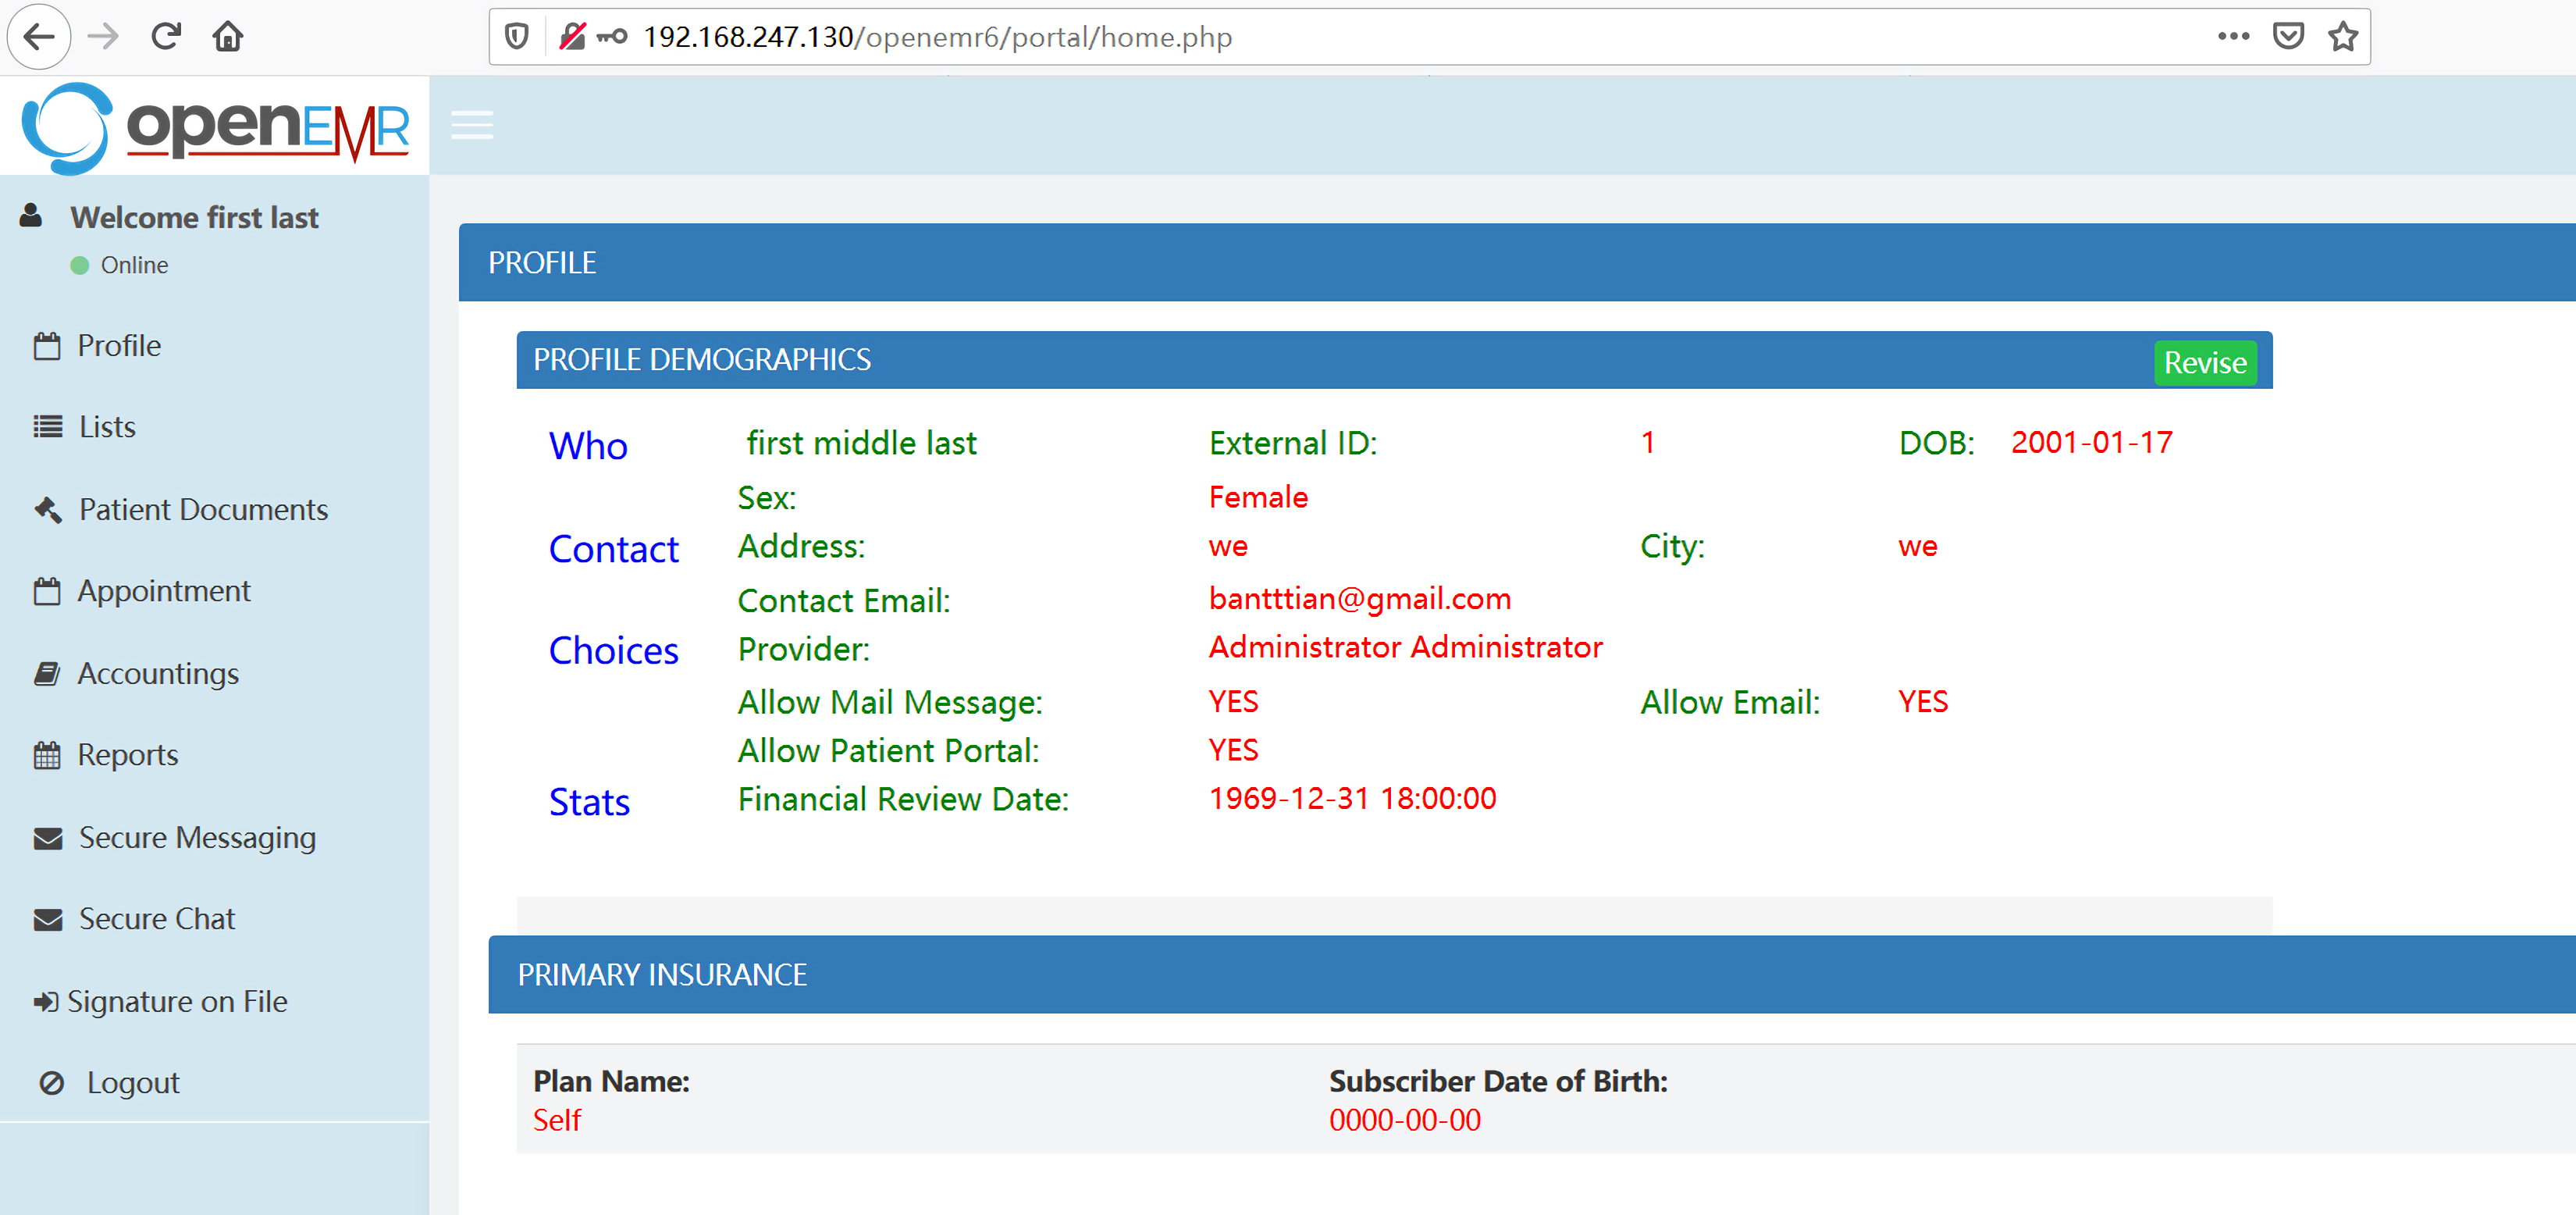 192.168.247.130/openemr6/portal/home.php
openEMR
Welcome first last
Online
Profile
Lists
Patient Documents
Appointment
Accountings
Reports
Secure Messaging
Secure Chat
Signature on File
Logout
PROFILE
PROFILE DEMOGRAPHICS Revise
Who first middle last External ID: 1 DOB: 2001-01-17
Sex: Female
Contact Address: we City: we
Contact Email: bantttian@gmail.com
Choices Provider: Administrator Administrator
Allow Mail Message: YES Allow Email: YES
Allow Patient Portal: YES
Stats Financial Review Date: 1969-12-31 18:00:00
PRIMARY INSURANCE
Plan Name: Subscriber Date of Birth:
Self 0000-00-00